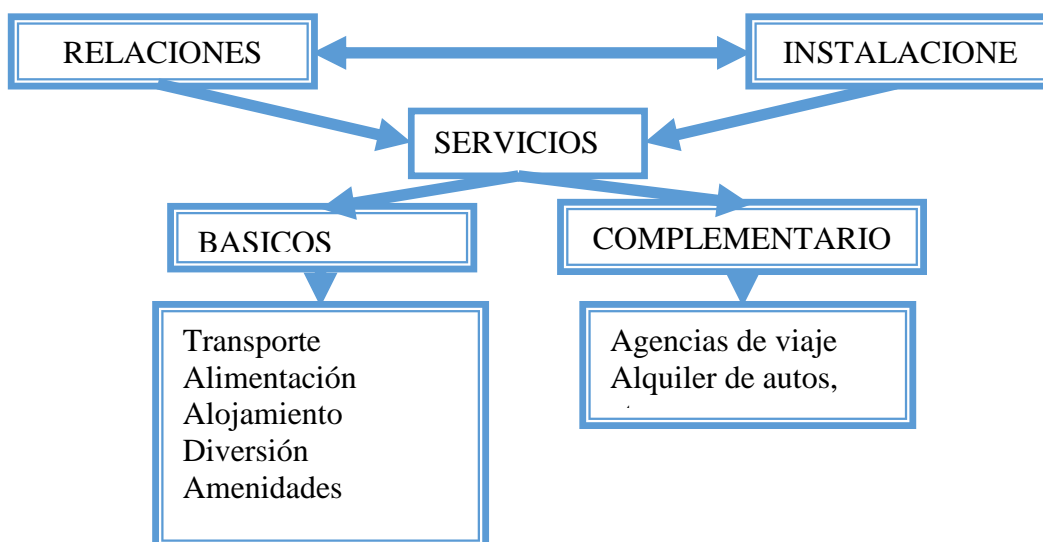 RELACIONES
INSTALACIONE
SERVICIOS
BASICOS
COMPLEMENTARIO
Transporte
Alimentación
Alojamiento
Diversión
Amenidades
Agencias de viaje
Alquiler de autos,